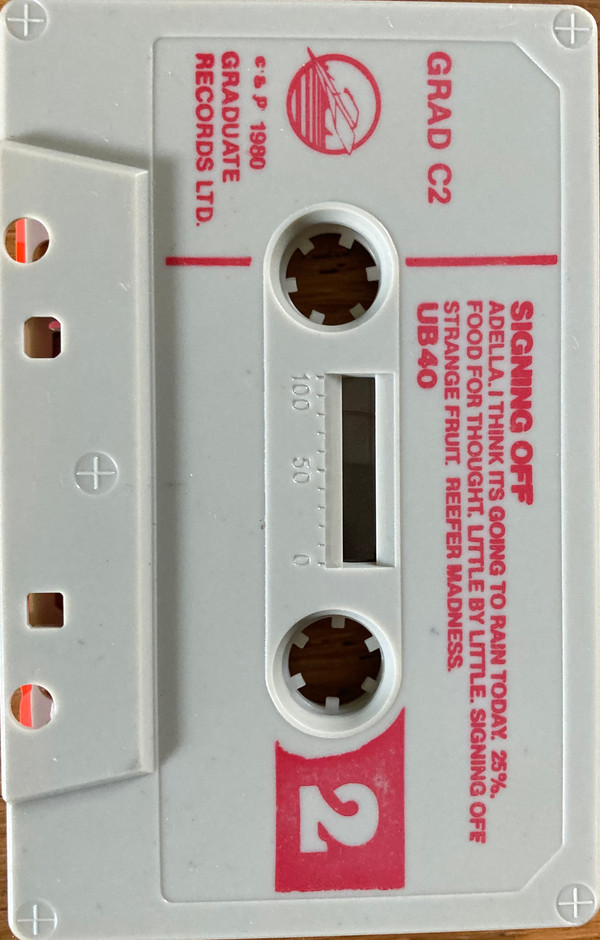 GRAD C2
c & p 1980
GRADUATE
RECORDS LTD.
SIGNING OFF
ADELLA. I THINK ITS GOING TO RAIN TODAY. 25%.
FOOD FOR THOUGHT. LITTLE BY LITTLE. SIGNING OFF
STRANGE FRUIT. REEFER MADNESS.
UB40
100 50 0
2